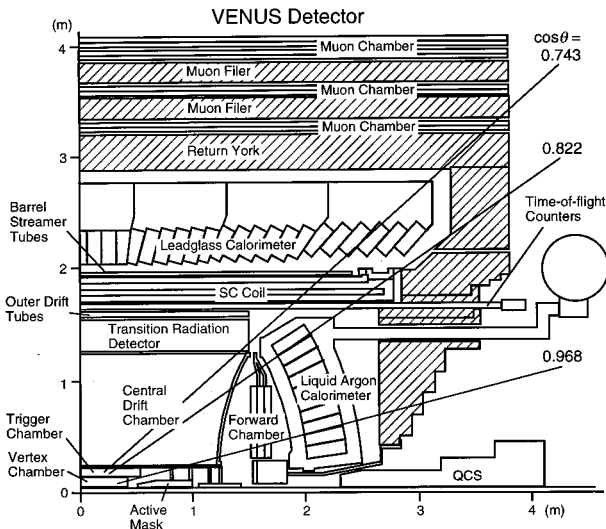 VENUS Detector
(m)
4
3
2
1
0
cosθ =
0.743
0.822
0.968
Muon Chamber
Muon Filer
Muon Chamber
Muon Filer
Muon Chamber
Return York
Barrel
Streamer
Tubes
Leadglass Calorimeter
Time-of-flight
Counters
SC Coil
Outer Drift
Tubes
Transition Radiation
Detector
Central
Drift
Chamber
Liquid Argon
Calorimeter
Forward
Chamber
Trigger
Chamber
Vertex
Chamber
Active
Mask
QCS
0
1
2
3
4
(m)